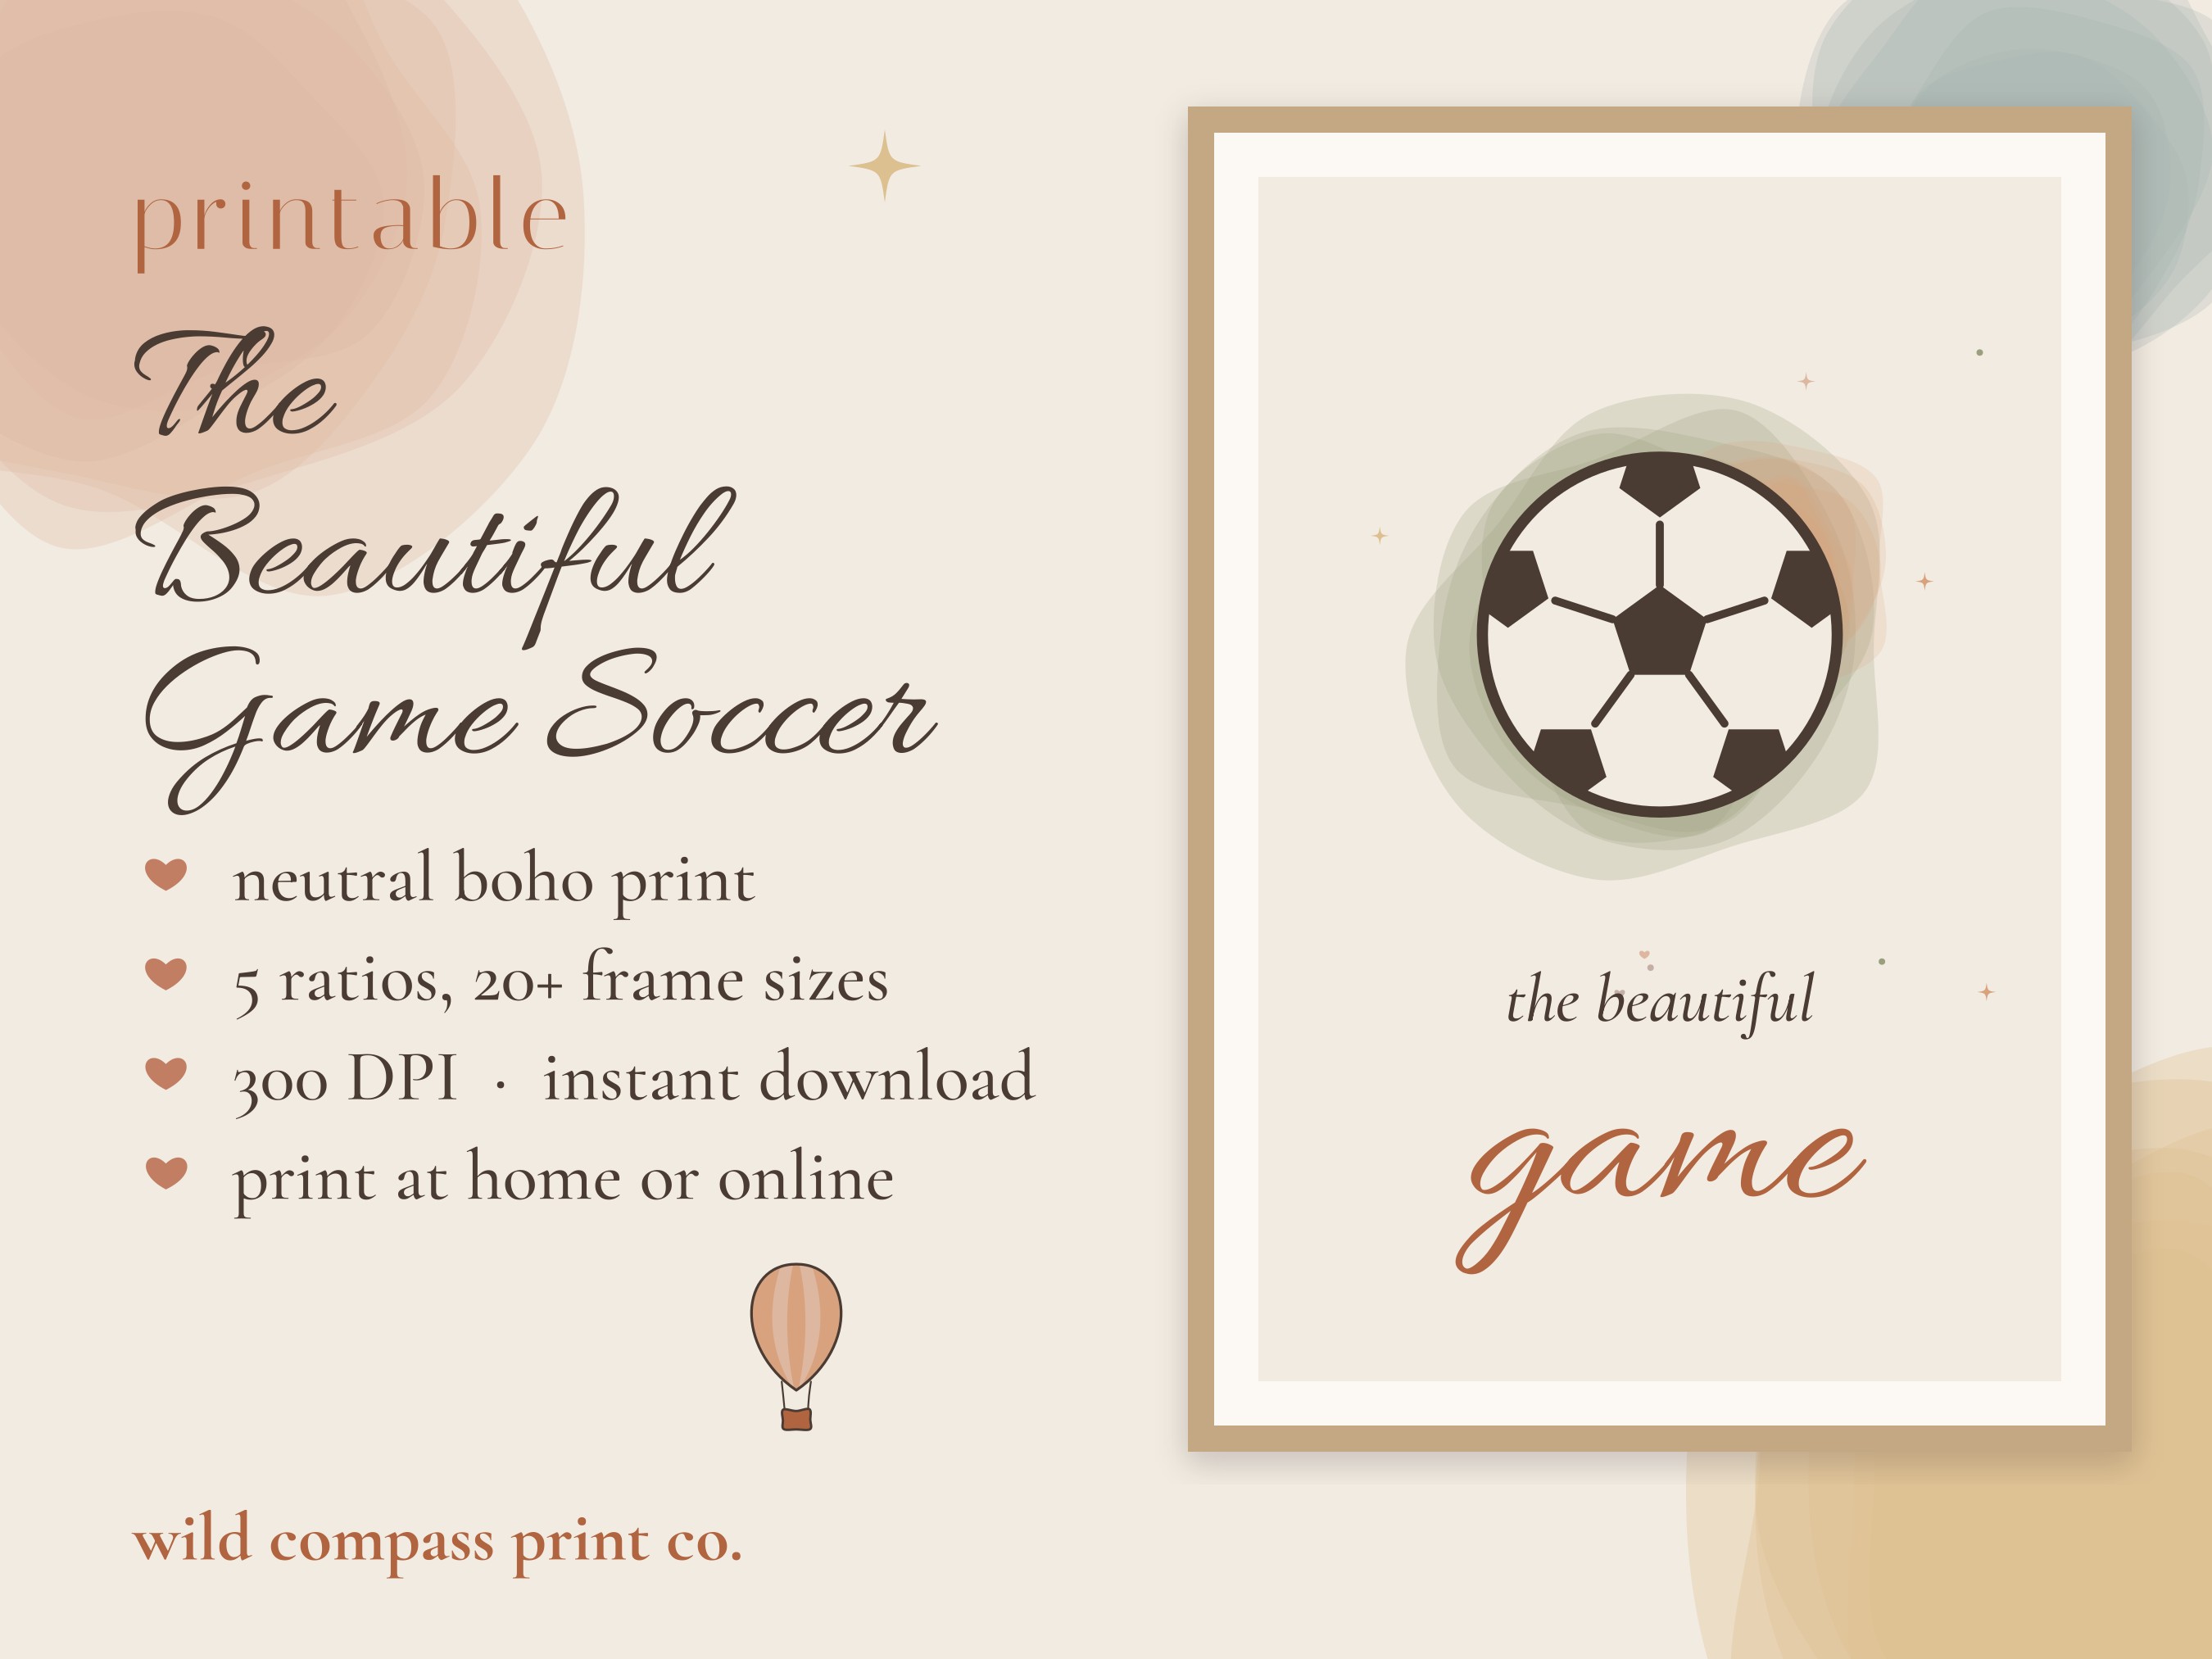 printable
The
Beautiful
Game Soccer
neutral boho print
5 ratios, 20+ frame sizes
300 DPI · instant download
print at home or online
wild compass print co.
the beautiful
game